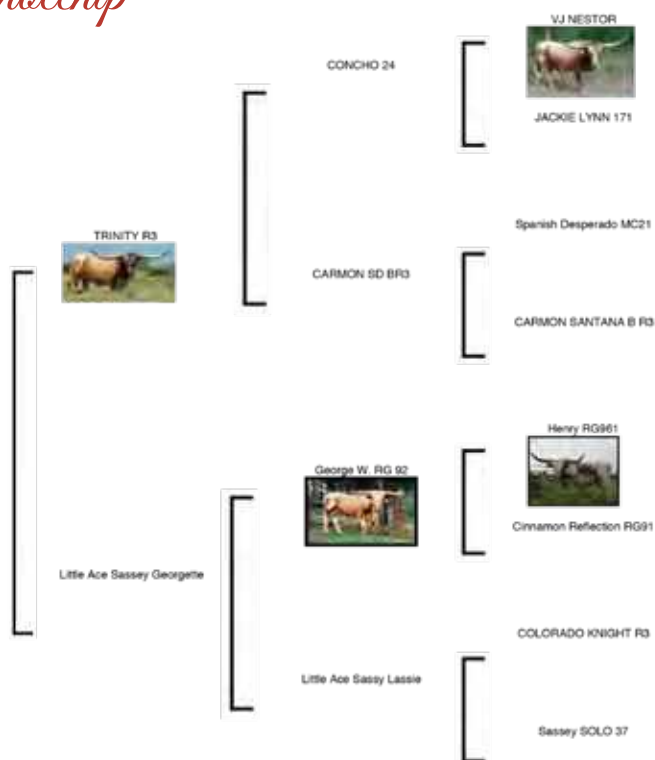 VJ NESTOR
CONCHO 24
JACKIE LYNN 171
Spanish Desperado MC21
TRINITY R3
CARMON SD BR3
CARMON SANTANA B R3
Henry RG961
George W. RG 92
Cinnamon Reflection RG91
Little Ace Sassey Georgette
COLORADO KNIGHT R3
Little Ace Sassy Lassie
Sassey SOLO 37